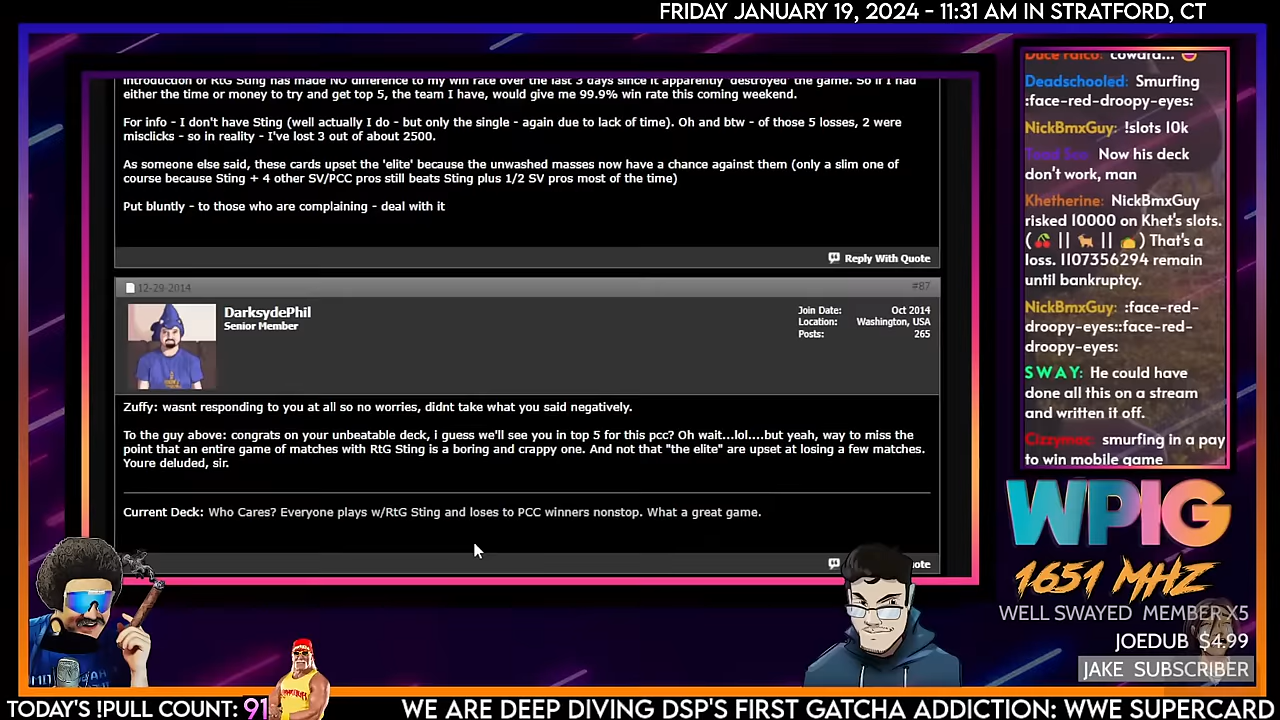 FRIDAY JANUARY 19, 2024 - 11:31 AM IN STRATFORD, CT
introduction of RtG Sting has made NO difference to my win rate over the last 3 days since it apparently 'destroyed' the game. So if I had
either the time or money to try and get top 5, the team I have, would give me 99.9% win rate this coming weekend.
For info - I don't have Sting (well actually I do - but only the single - again due to lack of time). Oh and btw - of those 5 losses, 2 were
misclicks - so in reality - I've lost 3 out of about 2500.
As someone else said, these cards upset the 'elite' because the unwashed masses now have a chance against them (only a slim one of
course because Sting + 4 other SV/PCC pros still beats Sting plus 1/2 SV pros most of the time)
Put bluntly - to those who are complaining - deal with it
Reply With Quote
12-29-2014
#87
DarksydePhil
Senior Member
Join Date: Oct 2014
Location: Washington, USA
Posts: 265
Zuffy: wasnt responding to you at all so no worries, didnt take what you said negatively.
To the guy above: congrats on your unbeatable deck, i guess we'll see you in top 5 for this pcc? Oh wait...lol....but yeah, way to miss the
point that an entire game of matches with RtG Sting is a boring and crappy one. And not that "the elite" are upset at losing a few matches.
Youre deluded, sir.
Current Deck: Who Cares? Everyone plays w/RtG Sting and loses to PCC winners nonstop. What a great game.
ote
Duce Falco: coward...
Deadschooled: Smurfing
:face-red-droopy-eyes:
NickBmxGuy: !slots 10k
Toad Soo: Now his deck
don't work, man
Khetherine: NickBmxGuy
risked 10000 on Khet's slots.
( || || ) That's a
loss. 1107356294 remain
until bankruptcy.
NickBmxGuy: :face-red-
droopy-eyes::face-red-
droopy-eyes:
S W A Y: He could have
done all this on a stream
and written it off.
Cizzymac: smurfing in a pay
to win mobile game
WPIG
1651 MHZ
WELL SWAYED MEMBER X5
JOEDUB $4.99
JAKE SUBSCRIBER
TODAY'S !PULL COUNT: 91
WE ARE DEEP DIVING DSP'S FIRST GATCHA ADDICTION: WWE SUPERCARD